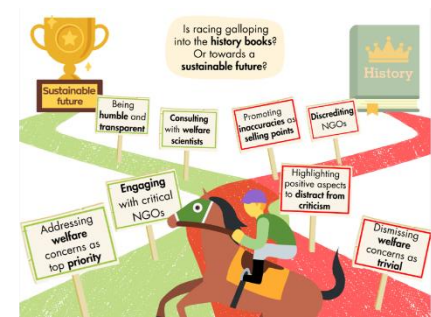 Is racing galloping
into the history books?
Or towards a
sustainable future?
Sustainable
future
History
Being
humble and
transparent
Consulting
with welfare
scientists
Promoting
inaccuracies as
selling points
Discrediting
NGOs
Engaging
with critical
NGOs
Highlighting
positive aspects
to distract from
criticism
Addressing
welfare
concerns as
top priority
Dismissing
welfare
concerns as
trivial